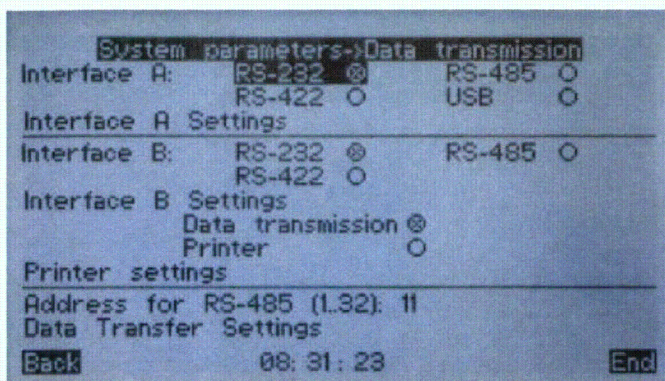 System parameters->Data transmission
Interface A: RS-232 ⊗ RS-485 ○
RS-422 ○ USB ○
Interface A Settings
Interface B: RS-232 ⊗ RS-485 ○
RS-422 ○
Interface B Settings
Data transmission ⊗
Printer ○
Printer settings
Address for RS-485 (1..32): 11
Data Transfer Settings
Back 08: 31 : 23 End